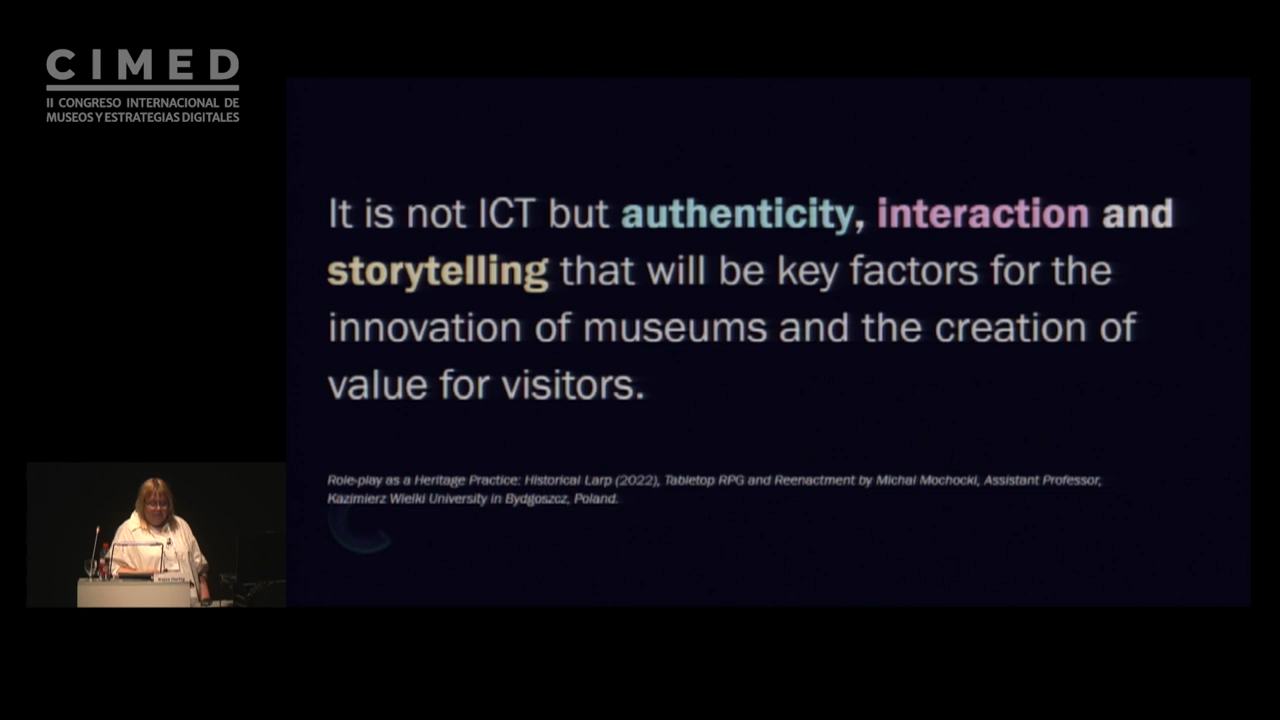 CIMED
II CONGRESO INTERNACIONAL DE
MUSEOS Y ESTRATEGIAS DIGITALES
It is not ICT but authenticity, interaction and
storytelling that will be key factors for the
innovation of museums and the creation of
value for visitors.
Role-play as a Heritage Practice: Historical Larp (2022), Tabletop RPG and Reenactment by Michal Mochocki, Assistant Professor,
Kazimierz Wielki University in Bydgoszcz, Poland.